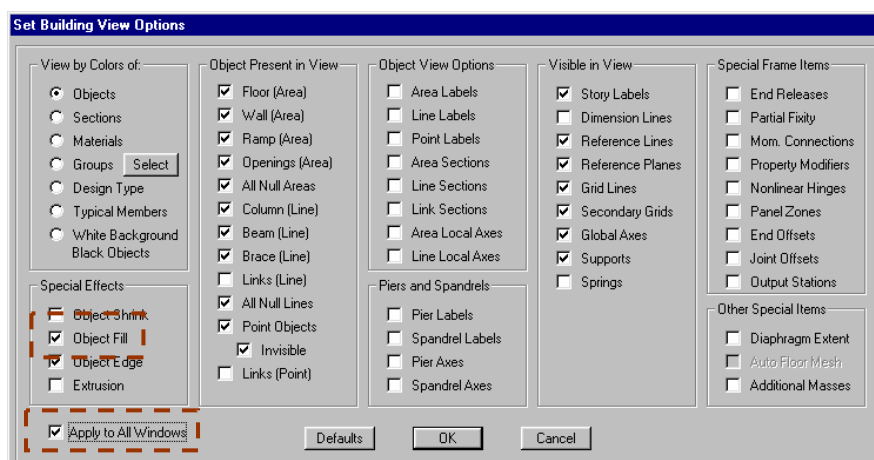 Set Building View Options
View by Colors of:
Objects
Sections
Materials
Groups Select
Design Type
Typical Members
White Background
Black Objects
Special Effects
Object Shrink
Object Fill
Object Edge
Extrusion
Apply to All Windows
Object Present in View
Floor (Area)
Wall (Area)
Ramp (Area)
Openings (Area)
All Null Areas
Column (Line)
Beam (Line)
Brace (Line)
Links (Line)
All Null Lines
Point Objects
Invisible
Links (Point)
Object View Options
Area Labels
Line Labels
Point Labels
Area Sections
Line Sections
Link Sections
Area Local Axes
Line Local Axes
Piers and Spandrels
Pier Labels
Spandrel Labels
Pier Axes
Spandrel Axes
Visible in View
Story Labels
Dimension Lines
Reference Lines
Reference Planes
Grid Lines
Secondary Grids
Global Axes
Supports
Springs
Special Frame Items
End Releases
Partial Fixity
Mom. Connections
Property Modifiers
Nonlinear Hinges
Panel Zones
End Offsets
Joint Offsets
Output Stations
Other Special Items
Diaphragm Extent
Auto Floor Mesh
Additional Masses
Defaults
OK
Cancel